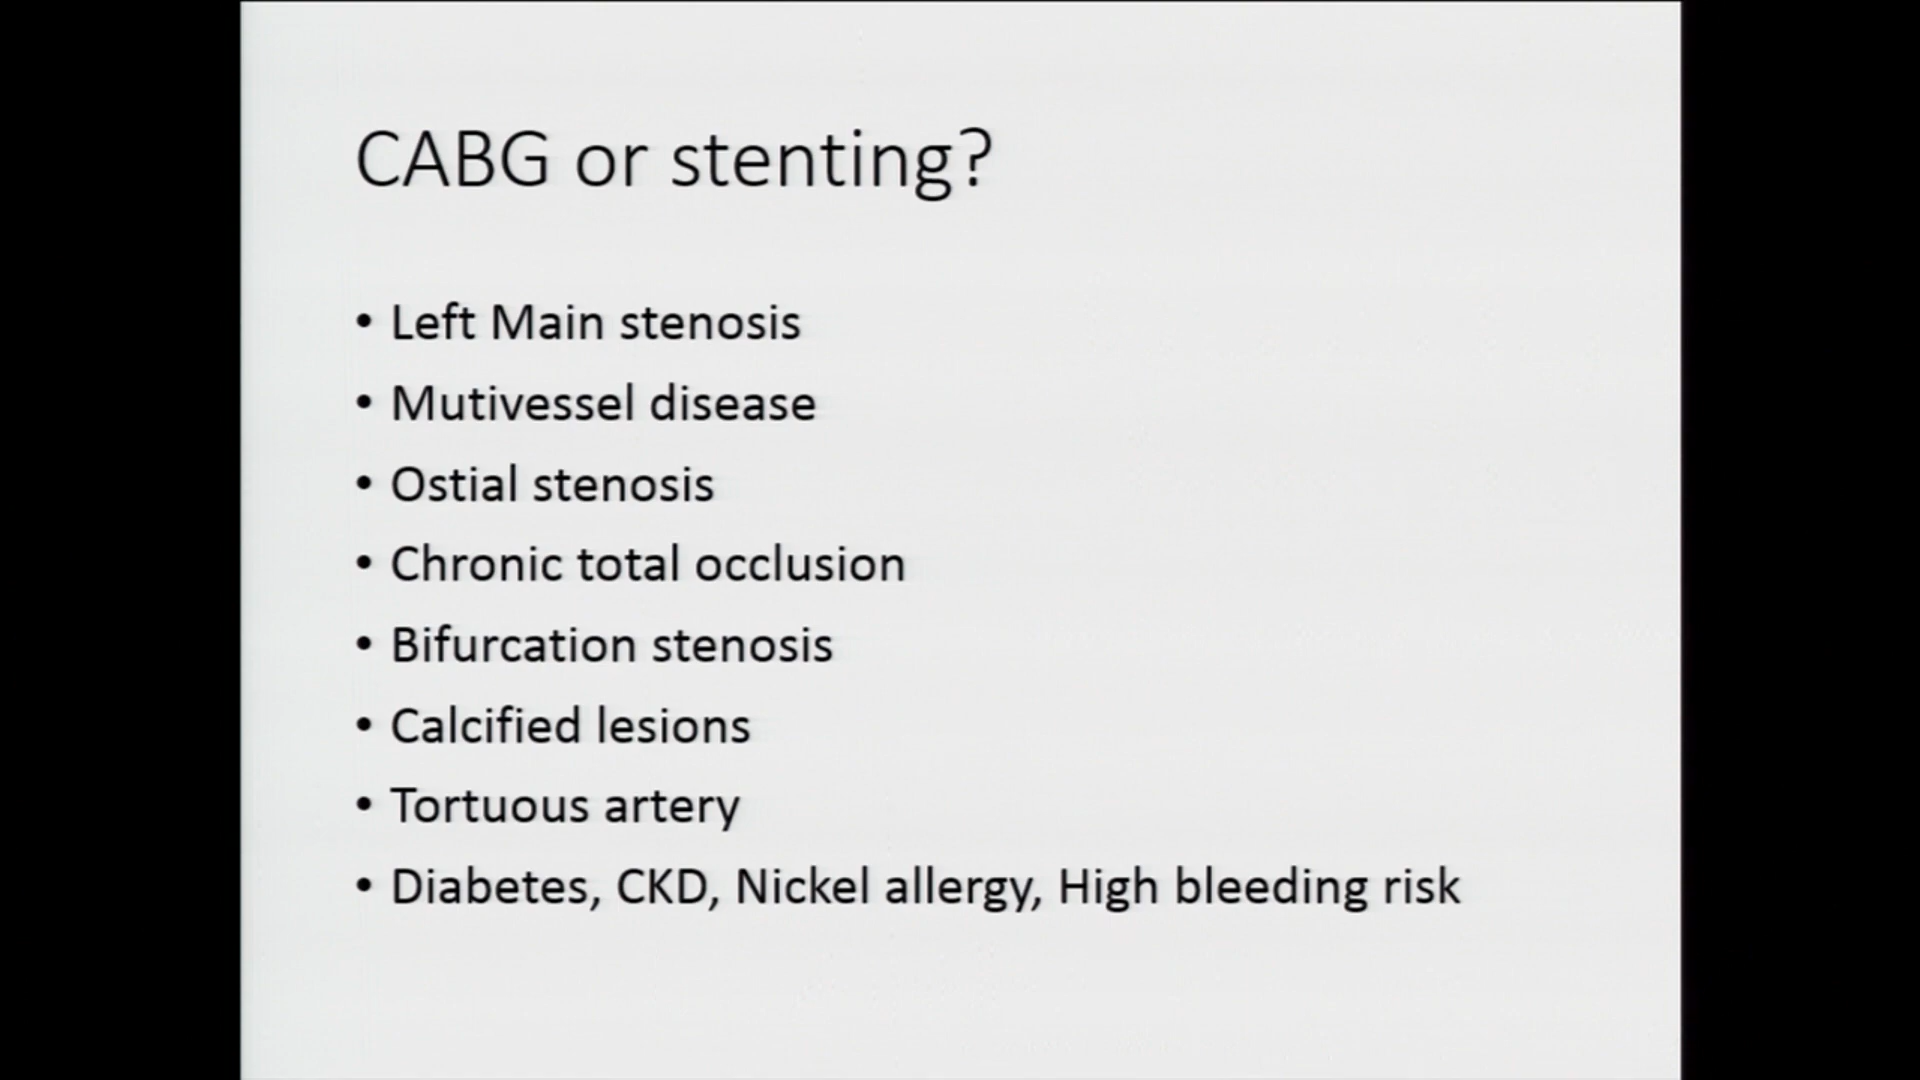 CABG or stenting?
• Left Main stenosis
• Mutivessel disease
• Ostial stenosis
• Chronic total occlusion
• Bifurcation stenosis
• Calcified lesions
• Tortuous artery
• Diabetes, CKD, Nickel allergy, High bleeding risk